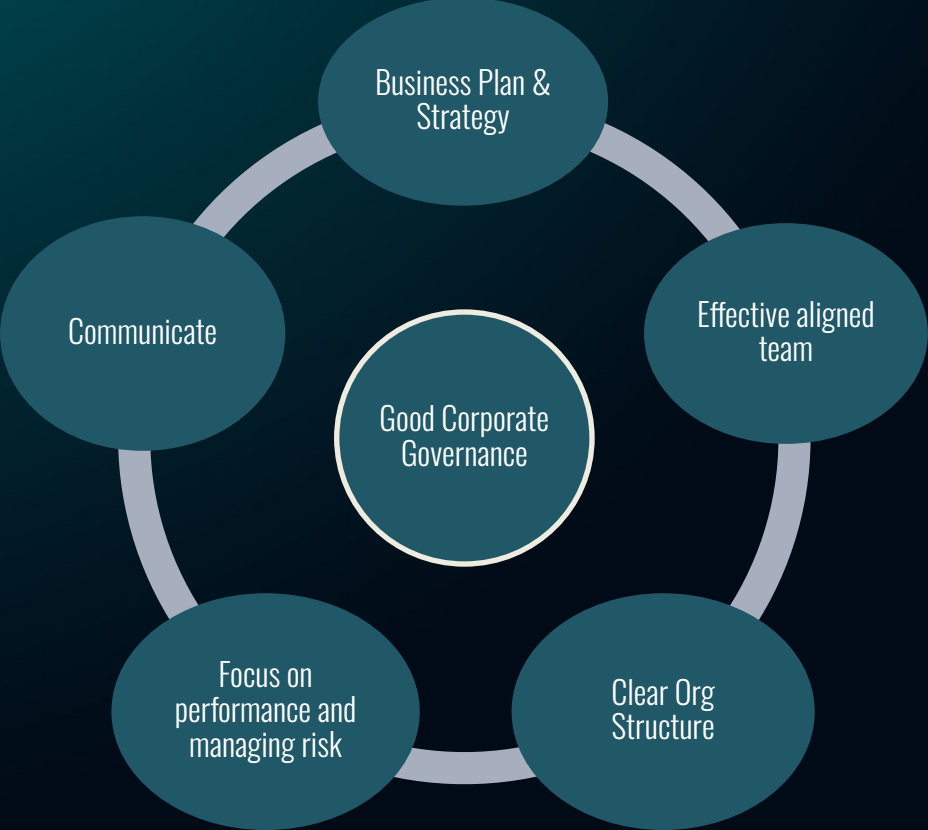 Business Plan &
Strategy
Effective aligned
team
Clear Org
Structure
Focus on
performance and
managing risk
Communicate
Good Corporate
Governance